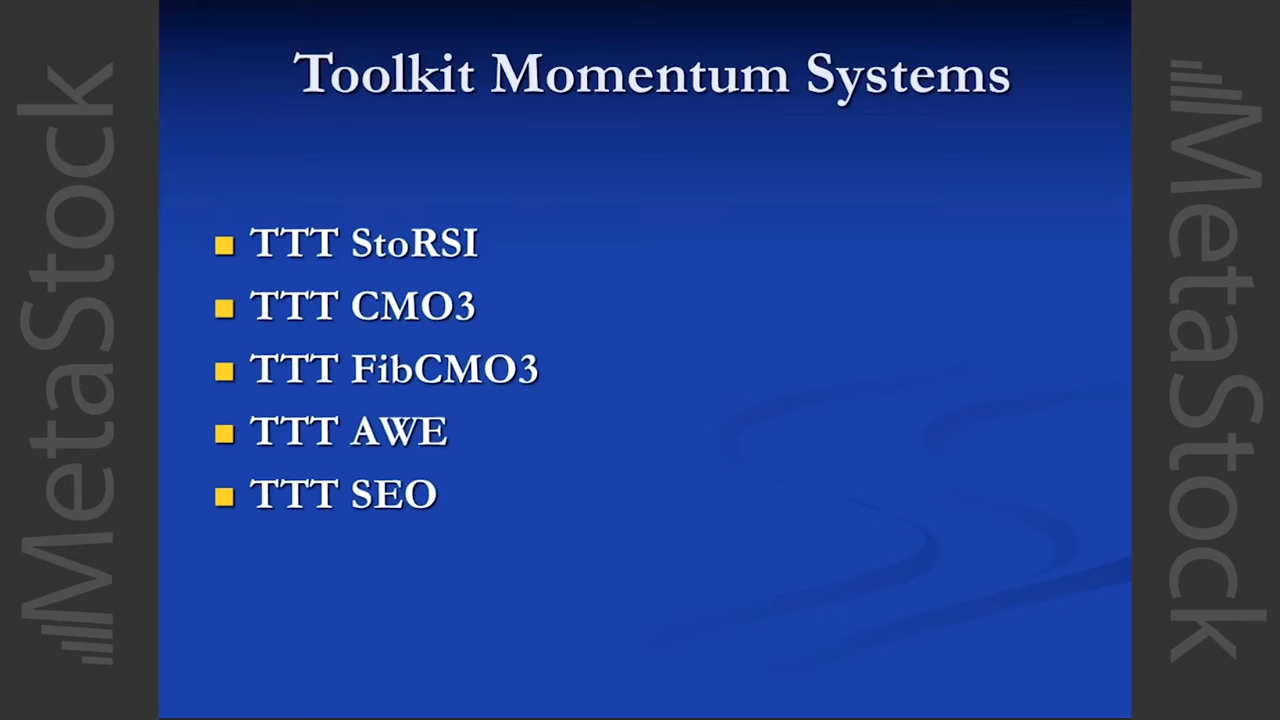 Toolkit Momentum Systems
TTT StoRSI
TTT CMO3
TTT FibCMO3
TTT AWE
TTT SEO
MetaStock
MetaStock